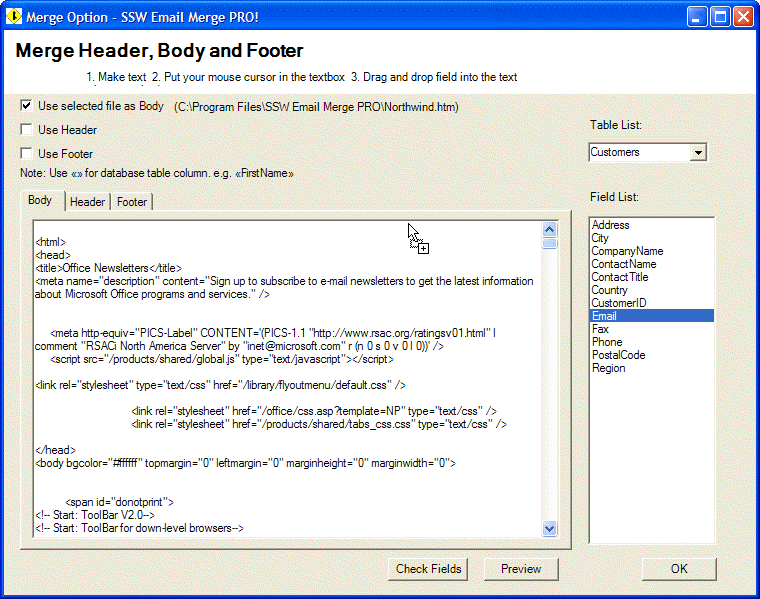 Merge Option - SSW Email Merge PRO!
Merge Header, Body and Footer
1. Make text 2. Put your mouse cursor in the textbox 3. Drag and drop field into the text
Use selected file as Body (C:\Program Files\SSW Email Merge PRO\Northwind.htm)
Use Header
Use Footer
Note: Use «» for database table column. e.g. «FirstName»
Table List:
Customers
Body Header Footer
Field List:
<html>
<head>
<title>Office Newsletters</title>
<meta name="description" content="Sign up to subscribe to e-mail newsletters to get the latest information
about Microsoft Office programs and services." />
<meta http-equiv="PICS-Label" CONTENT='(PICS-1.1 "http://www.rsac.org/ratingsv01.html" l
comment "RSACi North America Server" by "inet@microsoft.com" r (n 0 s 0 v 0 l 0))' />
<script src="/products/shared/global.js" type="text/javascript"></script>
<link rel="stylesheet" type="text/css" href="/library/flyoutmenu/default.css" />
<link rel="stylesheet" href="/office/css.asp?template=NP" type="text/css" />
<link rel="stylesheet" href="/products/shared/tabs_css.css" type="text/css" />
</head>
<body bgcolor="#ffffff" topmargin="0" leftmargin="0" marginheight="0" marginwidth="0">
<span id="donotprint">
<!-- Start: ToolBar V2.0-->
<!-- Start: ToolBar for down-level browsers-->
Address
City
CompanyName
ContactName
ContactTitle
Country
CustomerID
Email
Fax
Phone
PostalCode
Region
Check Fields
Preview
OK